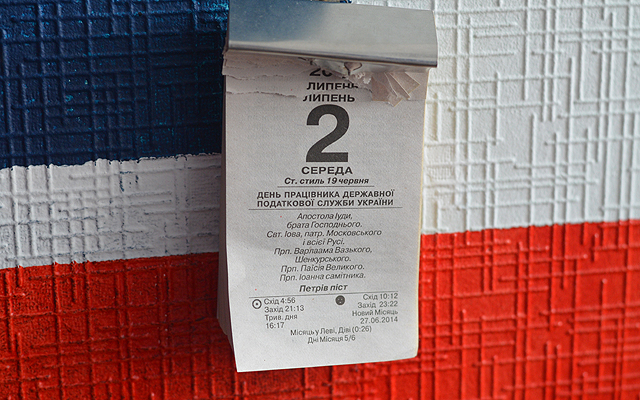 ЛИПЕНЬ
ЛИПЕНЬ
2
СЕРЕДА
Ст. стиль 19 червня
ДЕНЬ ПРАЦІВНИКА ДЕРЖАВНОЇ
ПОДАТКОВОЇ СЛУЖБИ УКРАЇНИ
Апостола Іуди,
брата Господнього.
Свт. Іова, патр. Московського
і всієї Русі.
Прп. Варлаама Вазького,
Шенкурського.
Прп. Паїсія Великого.
Прп. Іоанна самітника.
Петрів піст
Схід 4:56
Захід 21:13
Трив. дня
16:17
Схід 10:12
Захід 23:22
Новий Місяць
27.06.2014
Місяць у Леві, Діві (0:26)
Дні Місяця 5/6